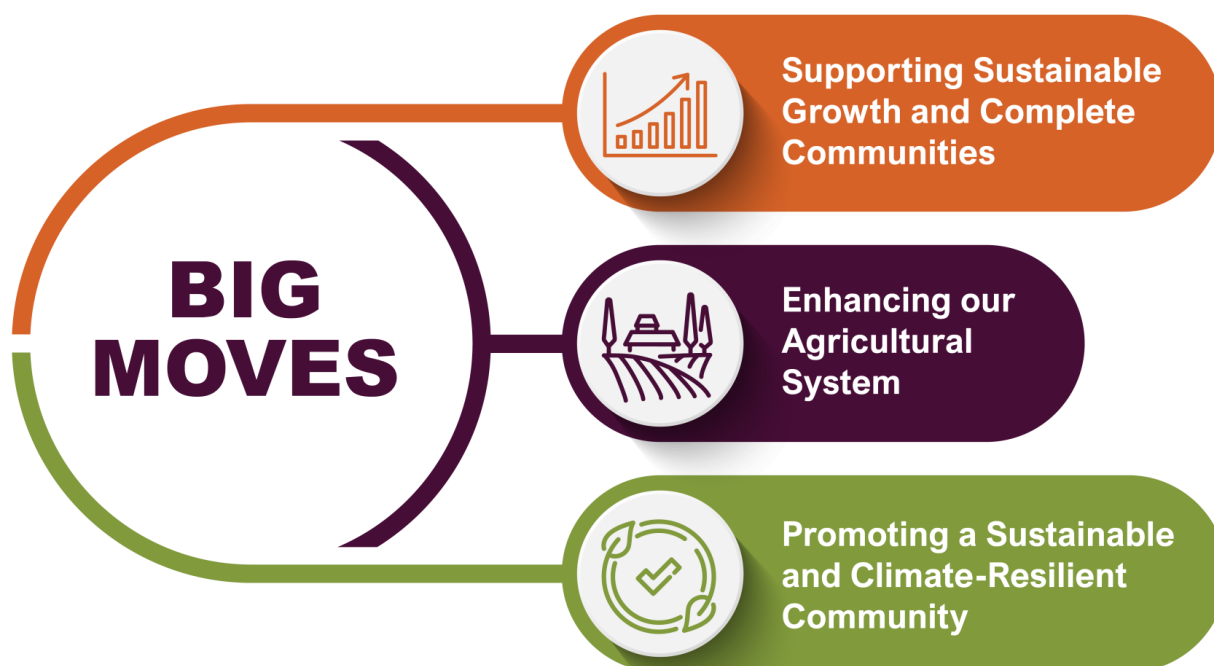 BIG
MOVES
Supporting Sustainable
Growth and Complete
Communities
Enhancing our
Agricultural
System
Promoting a Sustainable
and Climate-Resilient
Community